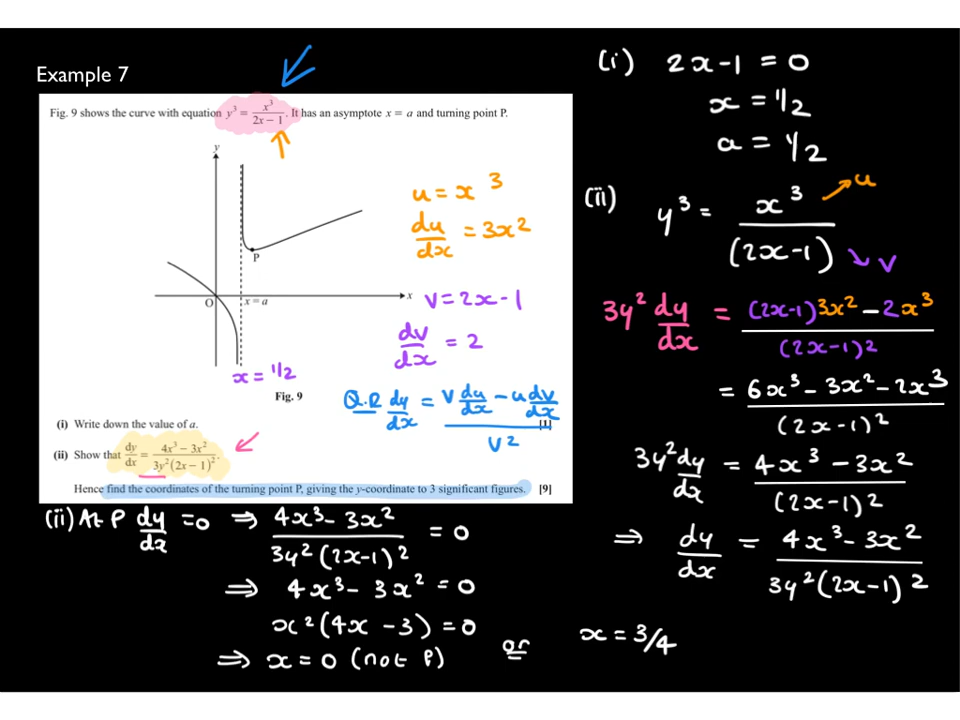 Example 7
Fig. 9 shows the curve with equation y³ = x³/(2x − 1). It has an asymptote x = a and turning point P.
y
P
O
x = a
x
x = 1/2
Fig. 9
u = x³
du/dx = 3x²
v = 2x - 1
dv/dx = 2
Q.R dy/dx = (v du/dx − u dv/dx)/v²
(i) Write down the value of a.
[1]
(ii) Show that dy/dx = (4x³ − 3x²)/(3y²(2x − 1)²).
Hence find the coordinates of the turning point P, giving the y-coordinate to 3 significant figures. [9]
(i) 2x - 1 = 0
x = 1/2
a = 1/2
(ii) y³ = x³/(2x-1)
u
v
3y² dy/dx = ((2x-1)3x² − 2x³)/(2x-1)²
= (6x³ - 3x² - 2x³)/(2x-1)²
3y² dy/dx = (4x³ - 3x²)/(2x-1)²
⇒ dy/dx = (4x³ - 3x²)/(3y²(2x-1)²)
(ii) At P dy/dx = 0 ⇒ (4x³ - 3x²)/(3y²(2x-1)²) = 0
⇒ 4x³ - 3x² = 0
x²(4x - 3) = 0
⇒ x = 0 (not P) or x = 3/4